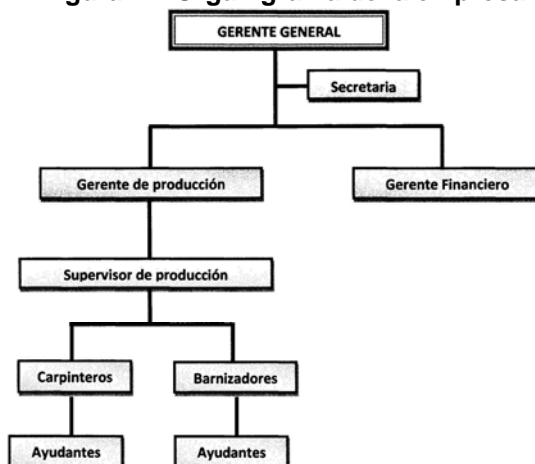 GERENTE GENERAL
Secretaria
Gerente de producción
Gerente Financiero
Supervisor de producción
Carpinteros
Barnizadores
Ayudantes
Ayudantes